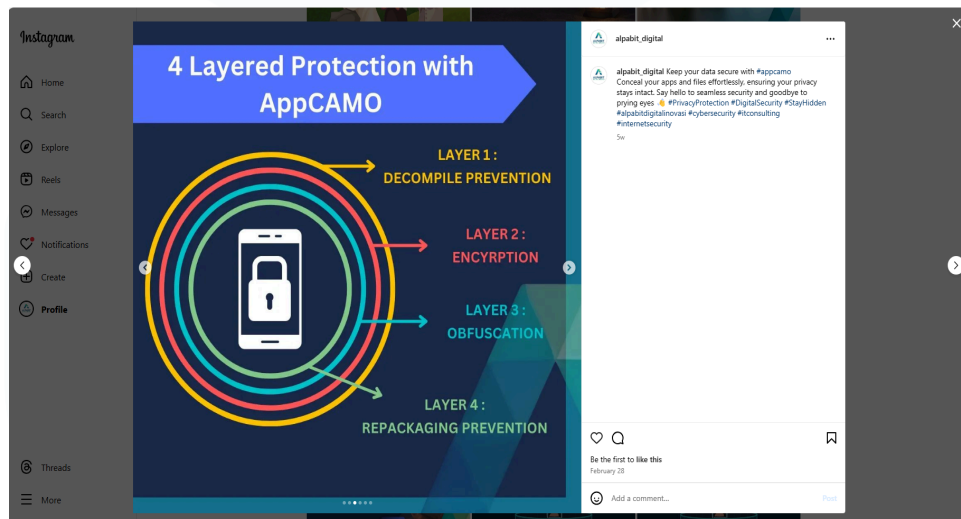 Instagram
Home
Search
Explore
Reels
Messages
Notifications
Create
Profile
Threads
More
4 Layered Protection with
AppCAMO
LAYER 1 :
DECOMPILE PREVENTION
LAYER 2 :
ENCYRPTION
LAYER 3 :
OBFUSCATION
LAYER 4 :
REPACKAGING PREVENTION
alpabit_digital
alpabit_digital Keep your data secure with #appcamo
Conceal your apps and files effortlessly, ensuring your privacy
stays intact. Say hello to seamless security and goodbye to
prying eyes 👋 #PrivacyProtection #DigitalSecurity #StayHidden
#alpabitdigitalinovasi #cybersecurity #itconsulting
#internetsecurity
5w
Be the first to like this
February 28
Add a comment...
Post